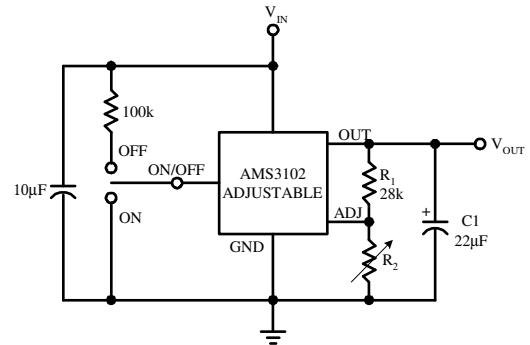 V_IN
100k
OFF
ON/OFF
10µF
ON
AMS3102
ADJUSTABLE
GND
OUT
V_OUT
R_1
28k
ADJ
R_2
+
C1
22µF